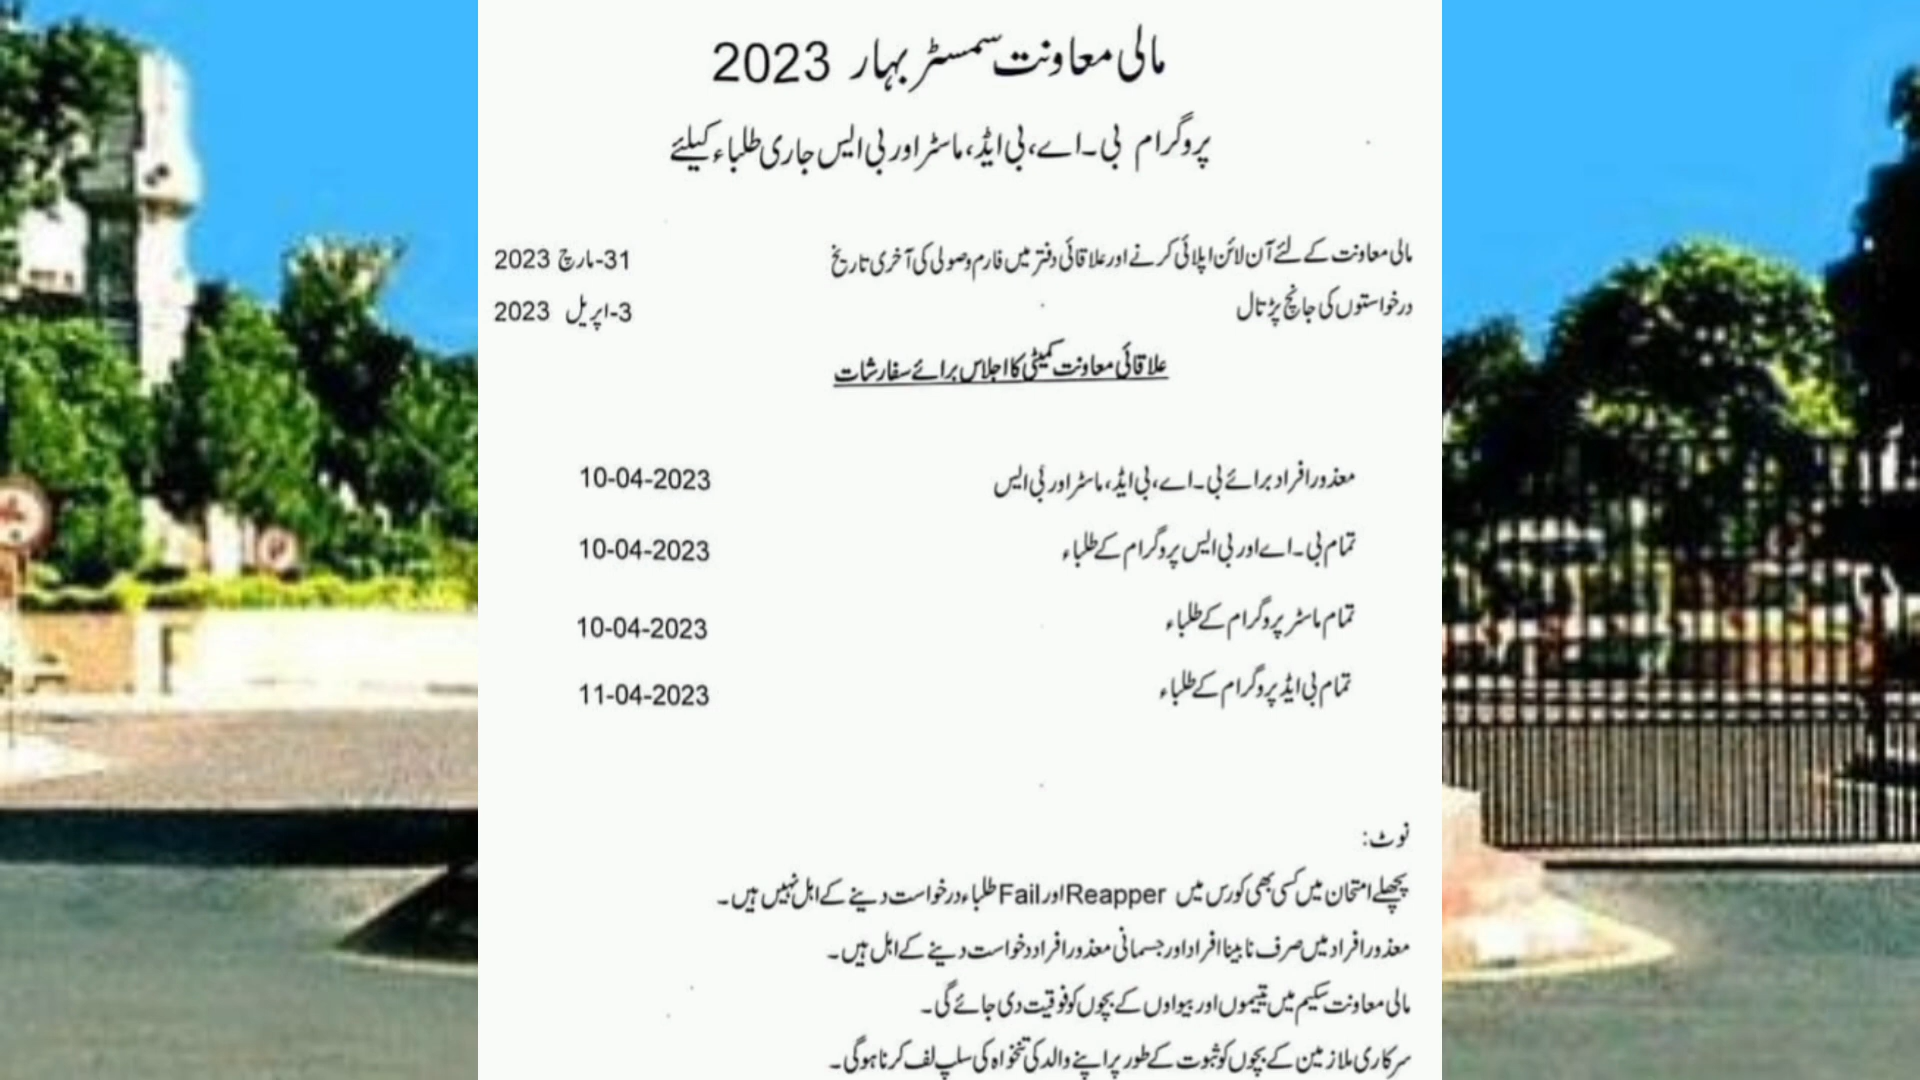 مالی معاونت سمسٹر بہار 2023
پروگرام بی۔اے، بی ایڈ، ماسٹر اور بی ایس جاری طلباء کیلئے
مالی معاونت کے لئے آن لائن اپلائی کرنے اور علاقائی دفتر میں فارم وصولی کی آخری تاریخ 31-مارچ 2023
درخواستوں کی جانچ پڑتال 3-اپریل 2023
علاقائی معاونت کمیٹی کا اجلاس برائے سفارشات
معذور افراد برائے بی۔اے، بی ایڈ، ماسٹر اور بی ایس 10-04-2023
تمام بی۔اے اور بی ایس پروگرام کے طلباء 10-04-2023
تمام ماسٹر پروگرام کے طلباء 10-04-2023
تمام بی ایڈ پروگرام کے طلباء 11-04-2023
نوٹ:
پچھلے امتحان میں کسی بھی کورس میں Reapper اور Fail طلباء درخواست دینے کے اہل نہیں ہیں۔
معذور افراد میں صرف نابینا افراد اور جسمانی معذور افراد دخواست دینے کے اہل ہیں۔
مالی معاونت سکیم میں یتیموں اور بیواوں کے بچوں کو فوقیت دی جائے گی۔
سرکاری ملازمین کے بچوں کو ثبوت کے طور پر اپنے والد کی تنخواہ کی سلپ لف کرنا ہوگی۔